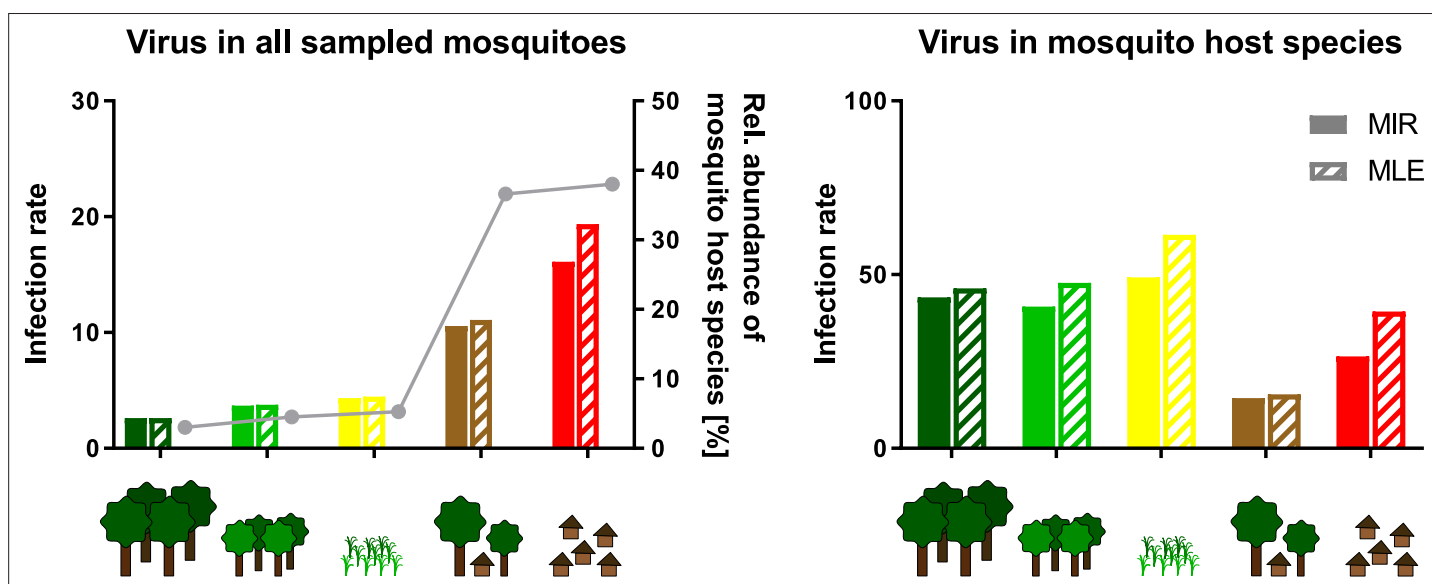 Virus in all sampled mosquitoes
Infection rate
30
20
10
0
50
40
30
20
10
0
Rel. abundance of
mosquito host species [%]
Virus in mosquito host species
Infection rate
100
50
0
MIR
MLE